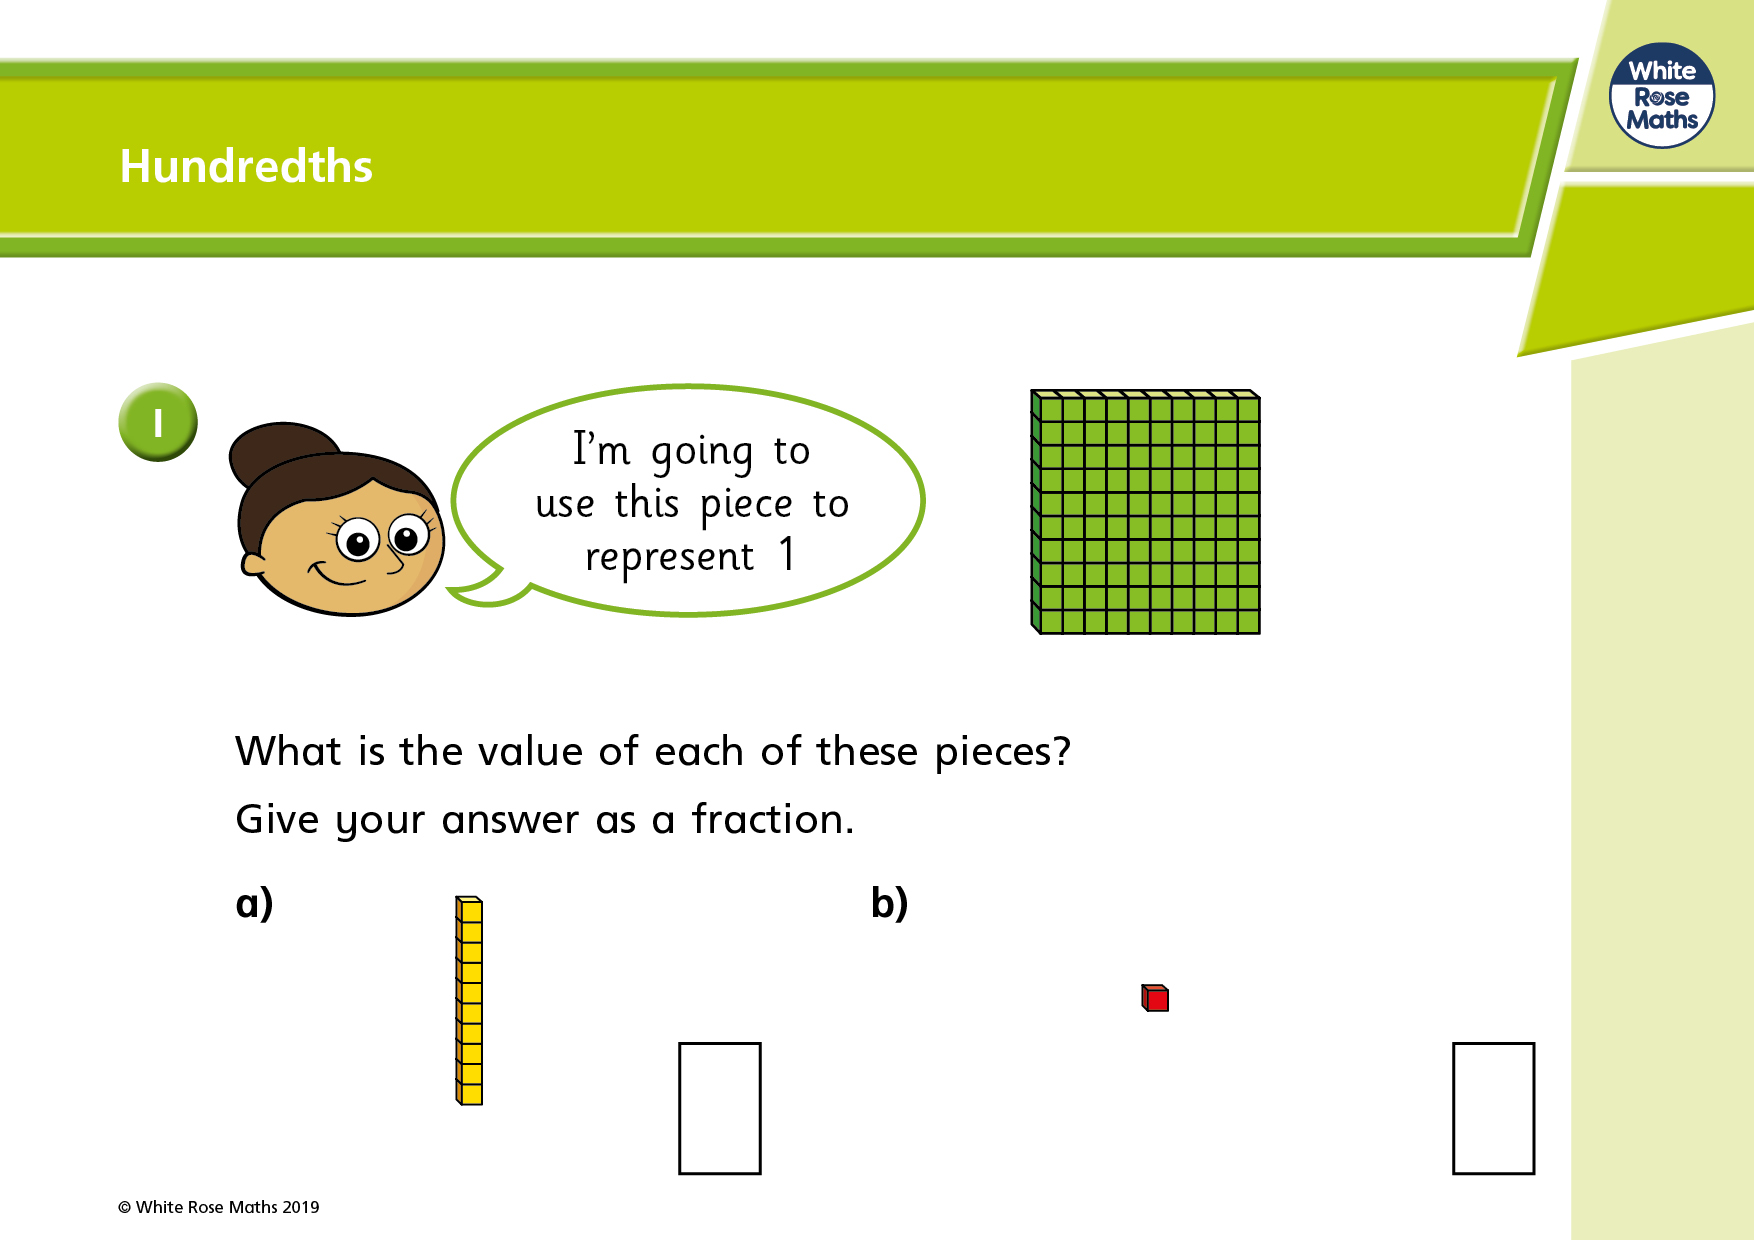 White
Rose
Maths
Hundredths
1
I'm going to
use this piece to
represent 1
What is the value of each of these pieces?
Give your answer as a fraction.
a)
b)
© White Rose Maths 2019